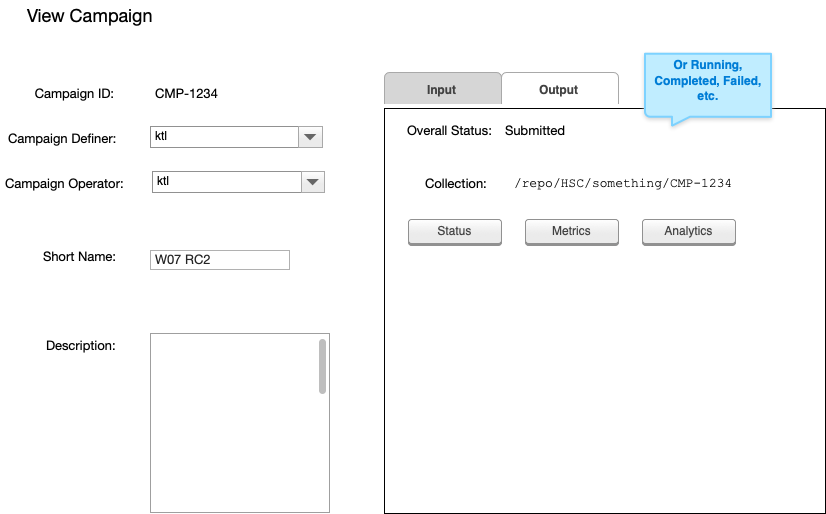 View Campaign
Campaign ID: CMP-1234
Campaign Definer: ktl
Campaign Operator: ktl
Short Name: W07 RC2
Description:
Input Output
Or Running,
Completed, Failed,
etc.
Overall Status: Submitted
Collection: /repo/HSC/something/CMP-1234
Status Metrics Analytics